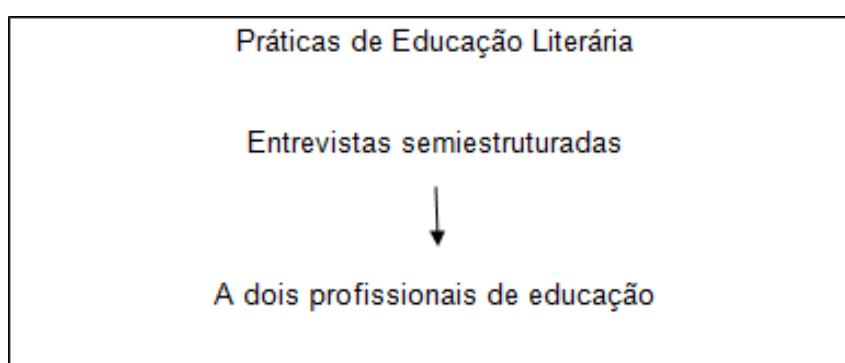 Práticas de Educação Literária
Entrevistas semiestruturadas
A dois profissionais de educação